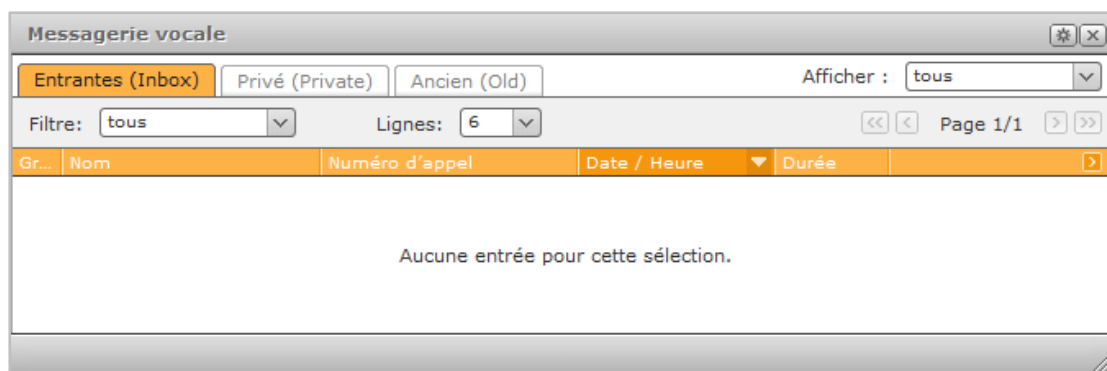 Messagerie vocale
Entrantes (Inbox) Privé (Private) Ancien (Old) Afficher : tous
Filtre: tous Lignes: 6 << < Page 1/1 > >>
Gr... Nom Numéro d'appel Date / Heure Durée >
Aucune entrée pour cette sélection.